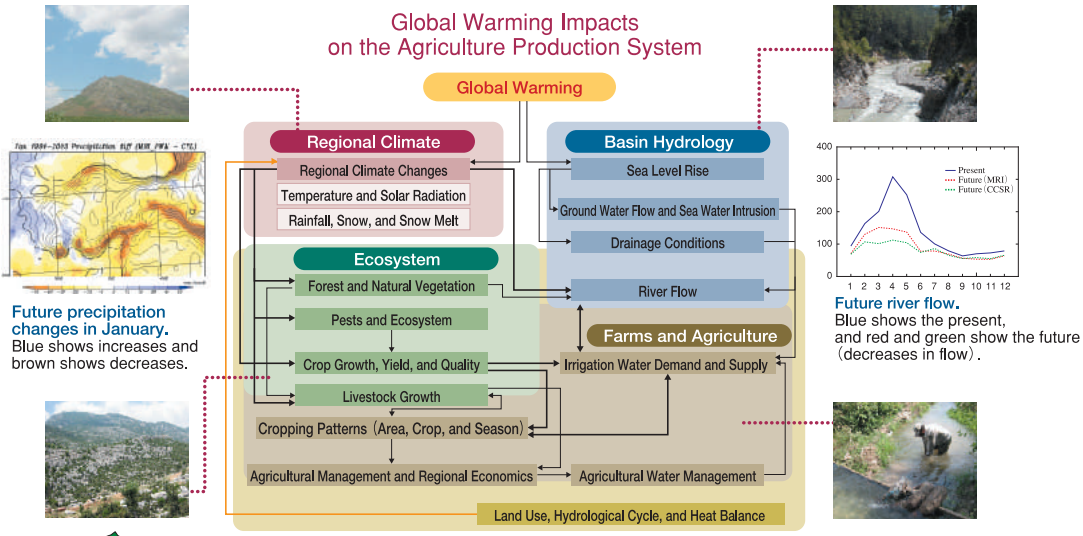 Global Warming Impacts
on the Agriculture Production System
Global Warming
Regional Climate
Regional Climate Changes
Temperature and Solar Radiation
Rainfall, Snow, and Snow Melt
Basin Hydrology
Sea Level Rise
Ground Water Flow and Sea Water Intrusion
Drainage Conditions
River Flow
Ecosystem
Forest and Natural Vegetation
Pests and Ecosystem
Crop Growth, Yield, and Quality
Livestock Growth
Farms and Agriculture
Irrigation Water Demand and Supply
Cropping Patterns (Area, Crop, and Season)
Agricultural Management and Regional Economics
Agricultural Water Management
Land Use, Hydrological Cycle, and Heat Balance
Future precipitation
changes in January.
Blue shows increases and
brown shows decreases.
400
300
200
100
0
Present
Future (MRI)
Future (CCSR)
1 2 3 4 5 6 7 8 9 10 11 12
Future river flow.
Blue shows the present,
and red and green show the future
(decreases in flow).